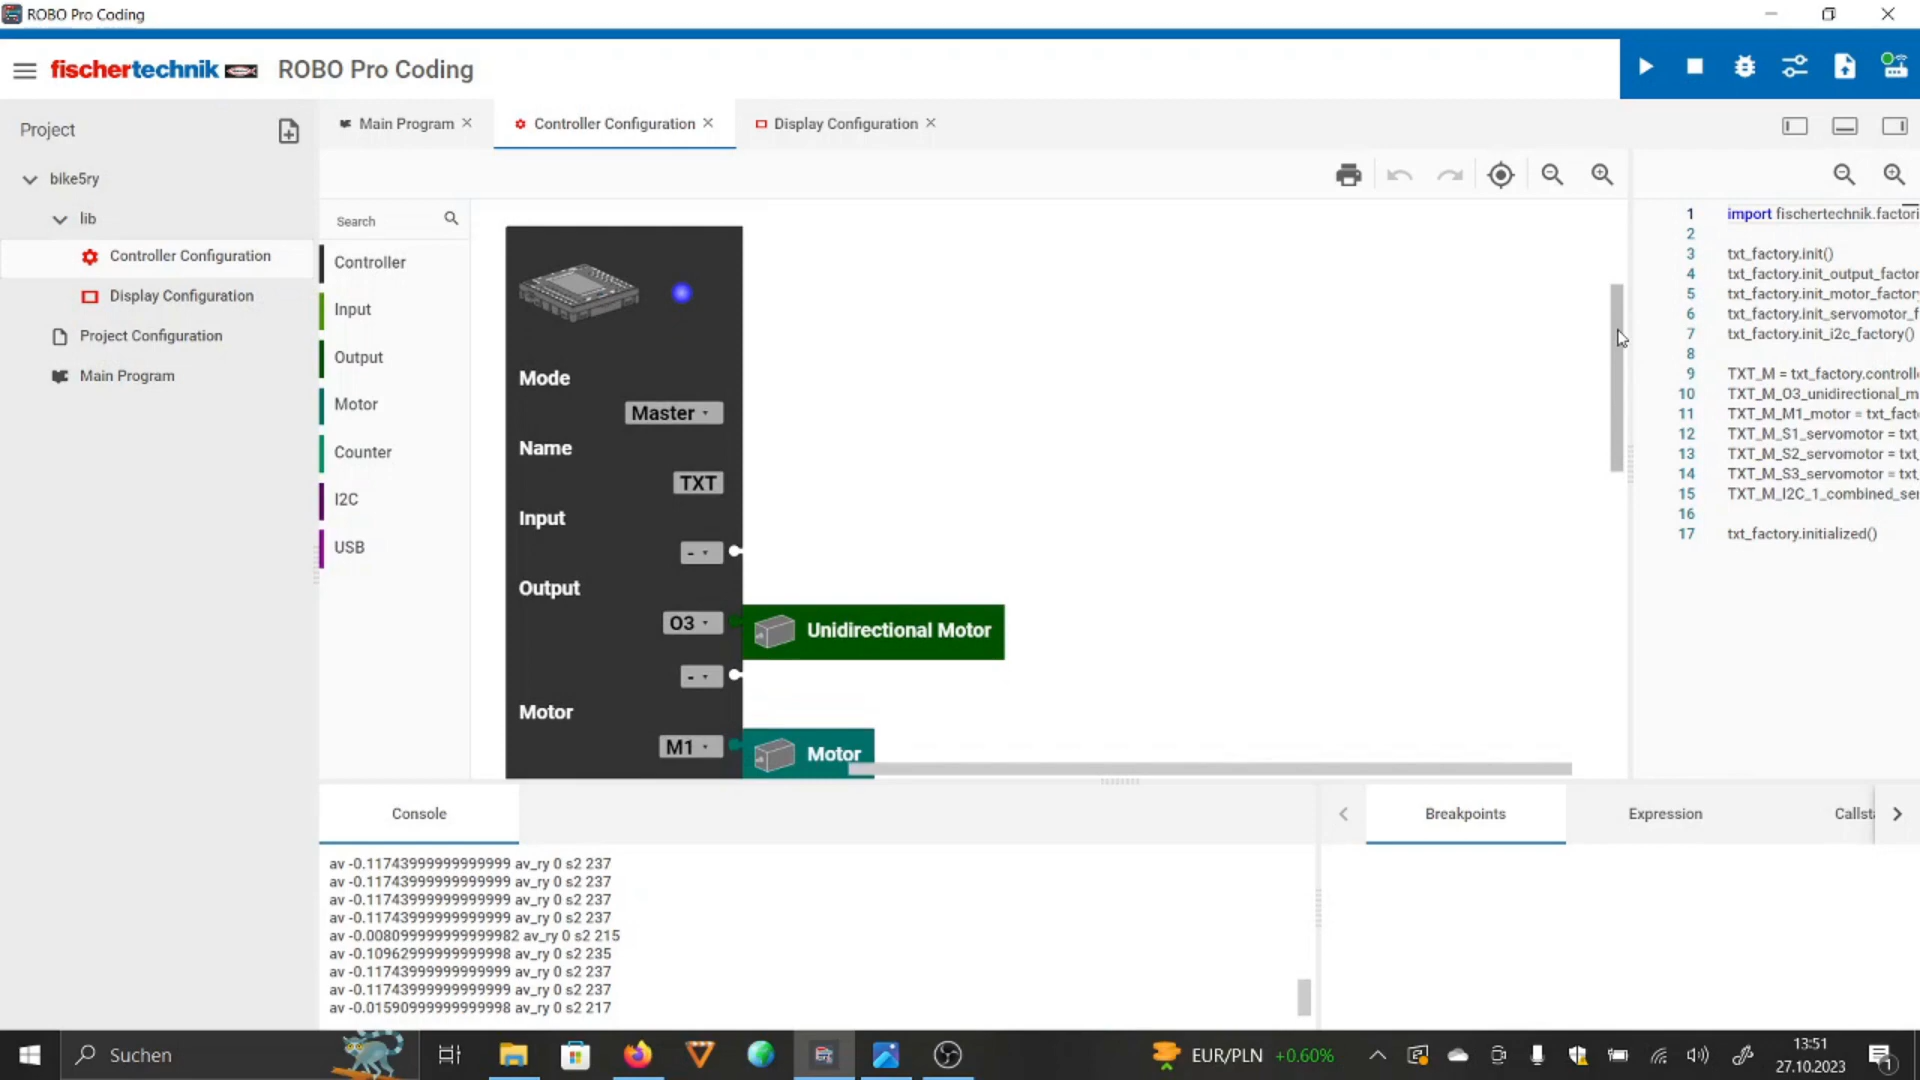 ROBO Pro Coding
fischertechnik ROBO Pro Coding
Project
Main Program
Controller Configuration
Display Configuration
bike5ry
lib
Controller Configuration
Display Configuration
Project Configuration
Main Program
Search
Controller
Input
Output
Motor
Counter
I2C
USB
Mode
Master
Name
TXT
Input
-
Output
O3
Unidirectional Motor
-
Motor
M1
Motor
1 import fischertechnik.factori
2
3 txt_factory.init()
4 txt_factory.init_output_factor
5 txt_factory.init_motor_factory
6 txt_factory.init_servomotor_f
7 txt_factory.init_i2c_factory()
8
9 TXT_M = txt_factory.controlle
10 TXT_M_O3_unidirectional_m
11 TXT_M_M1_motor = txt_fact
12 TXT_M_S1_servomotor = txt_
13 TXT_M_S2_servomotor = txt_
14 TXT_M_S3_servomotor = txt_
15 TXT_M_I2C_1_combined_se
16
17 txt_factory.initialized()
Console
av -0.11743999999999999 av_ry 0 s2 237
av -0.11743999999999999 av_ry 0 s2 237
av -0.11743999999999999 av_ry 0 s2 237
av -0.11743999999999999 av_ry 0 s2 237
av -0.008099999999999982 av_ry 0 s2 215
av -0.10962999999999998 av_ry 0 s2 235
av -0.11743999999999999 av_ry 0 s2 237
av -0.11743999999999999 av_ry 0 s2 237
av -0.01590999999999998 av_ry 0 s2 217
Breakpoints
Expression
Callst
Suchen
EUR/PLN +0.60%
13:51
27.10.2023
1